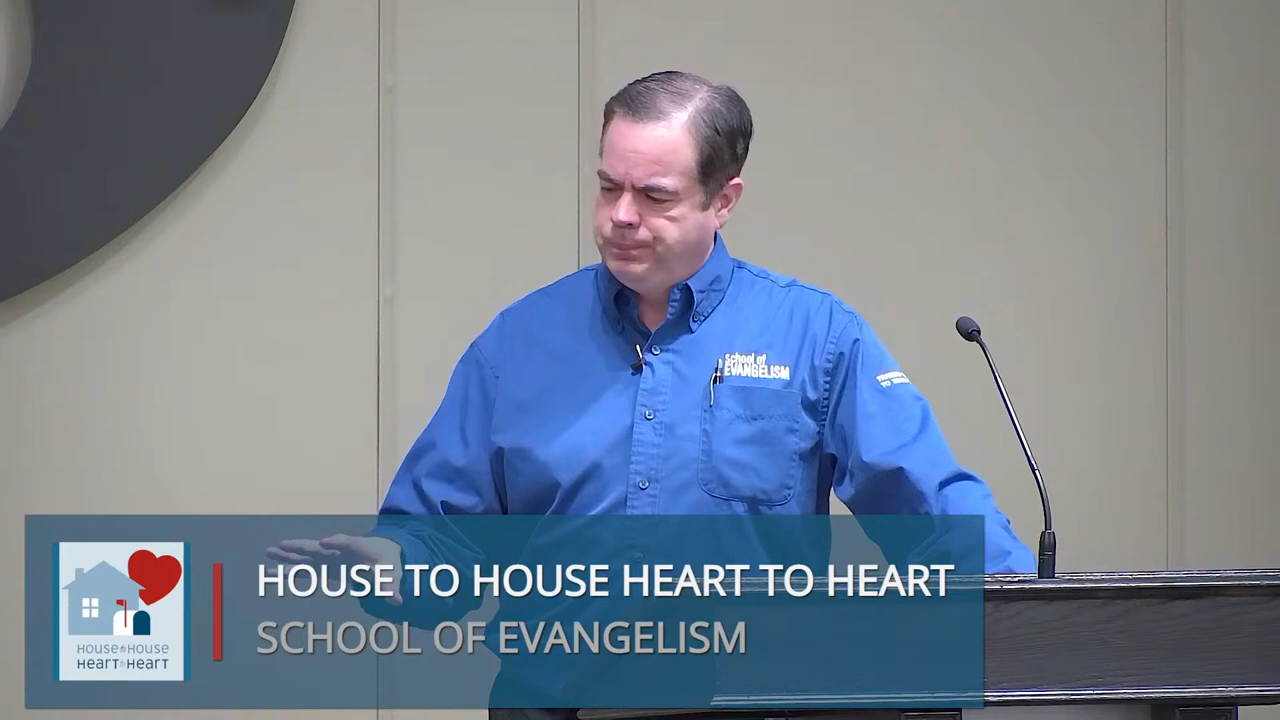 School of
EVANGELISM
HOUSE TO HOUSE HEART TO HEART
SCHOOL OF EVANGELISM
HOUSE TO HOUSE
HEART TO HEART